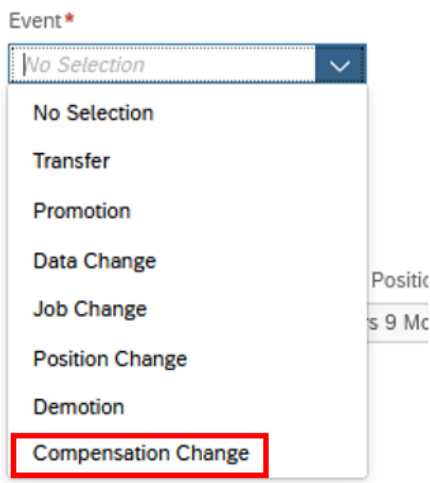 Event*
No Selection
No Selection
Transfer
Promotion
Data Change
Job Change
Position Change
Demotion
Compensation Change